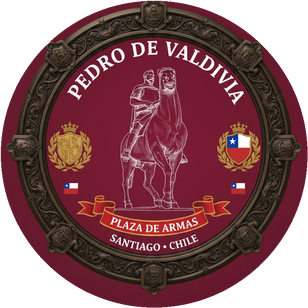 PEDRO DE VALDIVIA
PLAZA DE ARMAS
SANTIAGO • CHILE